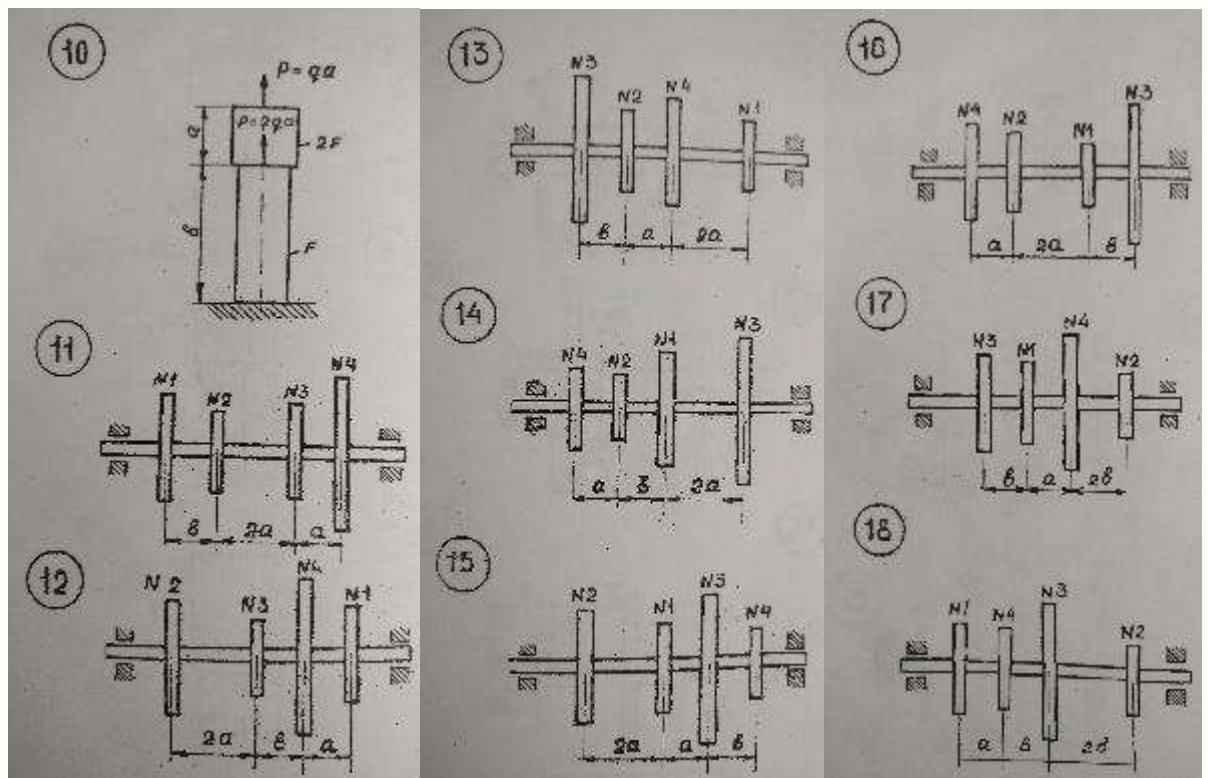 10
P=qa
P=2qa
2F
a
в
F
11
N1 N2 N3 N4
в 2a a
12
N2 N3 N4 N1
2a в a
13
N3 N2 N4 N1
в a 2a
14
N4 N2 N1 N3
a в 2a
15
N2 N1 N3 N4
2a a в
16
N4 N2 N1 N3
a 2a в
17
N3 N1 N4 N2
в a 2в
18
N1 N4 N3 N2
a в 2в